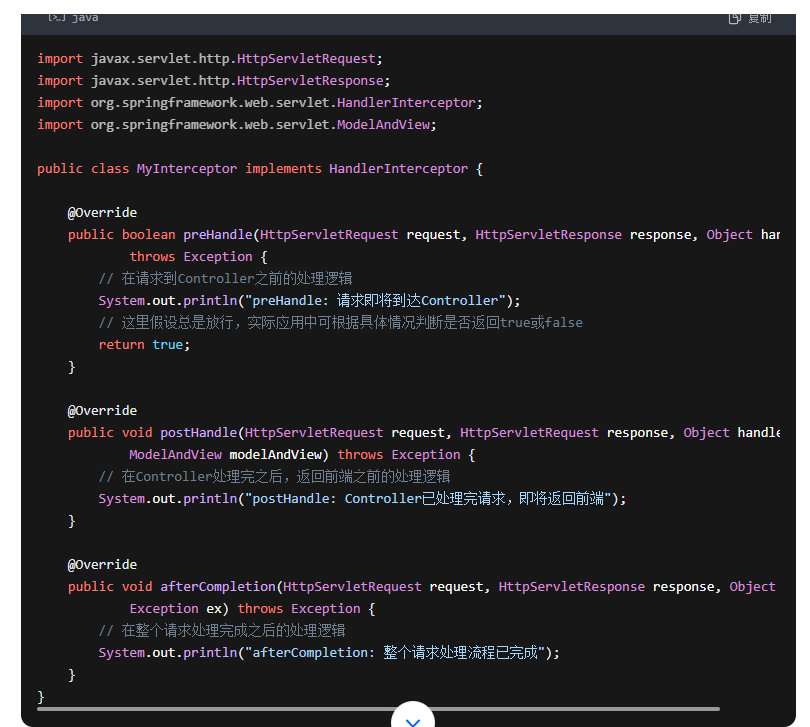 java 复制
import javax.servlet.http.HttpServletRequest;
import javax.servlet.http.HttpServletResponse;
import org.springframework.web.servlet.HandlerInterceptor;
import org.springframework.web.servlet.ModelAndView;
public class MyInterceptor implements HandlerInterceptor {
@Override
public boolean preHandle(HttpServletRequest request, HttpServletResponse response, Object han
throws Exception {
// 在请求到Controller之前的处理逻辑
System.out.println("preHandle: 请求即将到达Controller");
// 这里假设总是放行，实际应用中可根据具体情况判断是否返回true或false
return true;
}
@Override
public void postHandle(HttpServletRequest request, HttpServletRequest response, Object handle
ModelAndView modelAndView) throws Exception {
// 在Controller处理完之后，返回前端之前的处理逻辑
System.out.println("postHandle: Controller已处理完请求，即将返回前端");
}
@Override
public void afterCompletion(HttpServletRequest request, HttpServletResponse response, Object
Exception ex) throws Exception {
// 在整个请求处理完成之后的处理逻辑
System.out.println("afterCompletion: 整个请求处理流程已完成");
}
}